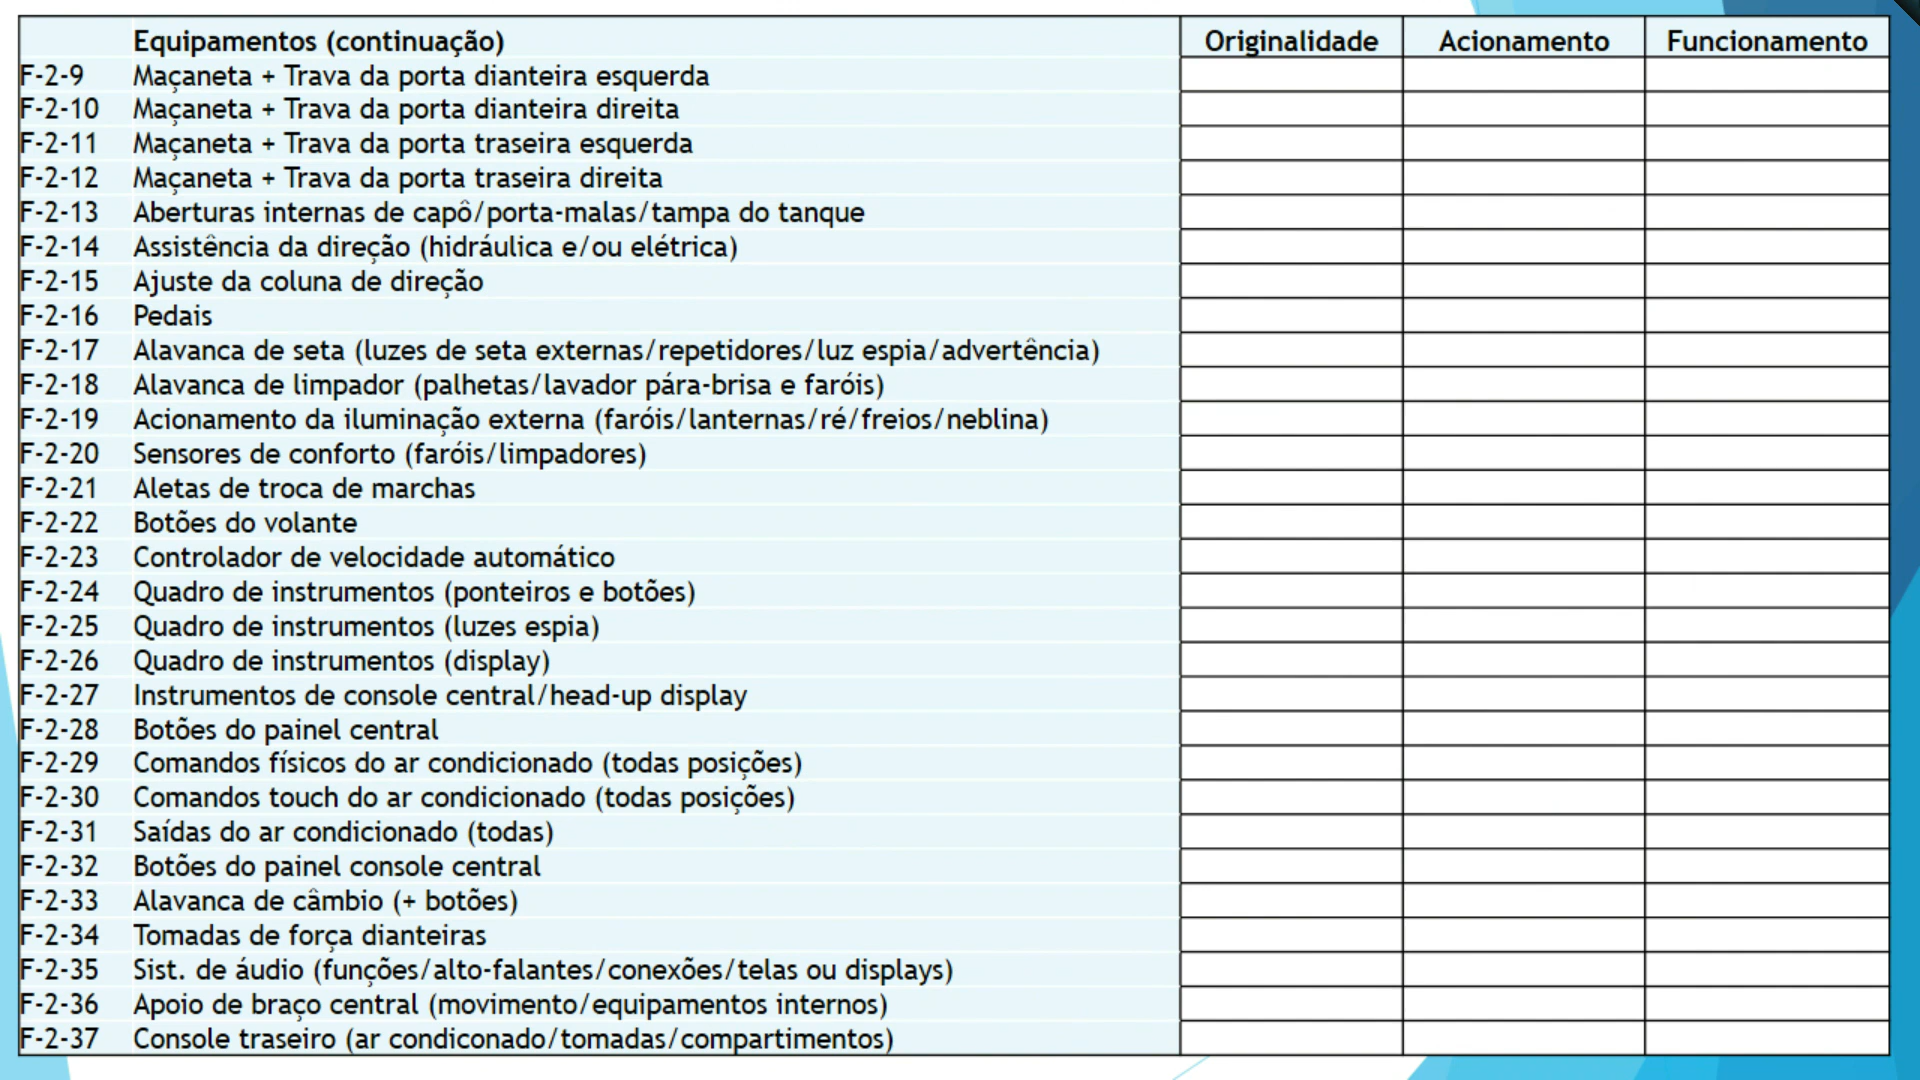 Equipamentos (continuação) Originalidade Acionamento Funcionamento
F-2-9 Maçaneta + Trava da porta dianteira esquerda
F-2-10 Maçaneta + Trava da porta dianteira direita
F-2-11 Maçaneta + Trava da porta traseira esquerda
F-2-12 Maçaneta + Trava da porta traseira direita
F-2-13 Aberturas internas de capô/porta-malas/tampa do tanque
F-2-14 Assistência da direção (hidráulica e/ou elétrica)
F-2-15 Ajuste da coluna de direção
F-2-16 Pedais
F-2-17 Alavanca de seta (luzes de seta externas/repetidores/luz espia/advertência)
F-2-18 Alavanca de limpador (palhetas/lavador pára-brisa e faróis)
F-2-19 Acionamento da iluminação externa (faróis/lanternas/ré/freios/neblina)
F-2-20 Sensores de conforto (faróis/limpadores)
F-2-21 Aletas de troca de marchas
F-2-22 Botões do volante
F-2-23 Controlador de velocidade automático
F-2-24 Quadro de instrumentos (ponteiros e botões)
F-2-25 Quadro de instrumentos (luzes espia)
F-2-26 Quadro de instrumentos (display)
F-2-27 Instrumentos de console central/head-up display
F-2-28 Botões do painel central
F-2-29 Comandos físicos do ar condicionado (todas posições)
F-2-30 Comandos touch do ar condicionado (todas posições)
F-2-31 Saídas do ar condicionado (todas)
F-2-32 Botões do painel console central
F-2-33 Alavanca de câmbio (+ botões)
F-2-34 Tomadas de força dianteiras
F-2-35 Sist. de áudio (funções/alto-falantes/conexões/telas ou displays)
F-2-36 Apoio de braço central (movimento/equipamentos internos)
F-2-37 Console traseiro (ar condiconado/tomadas/compartimentos)